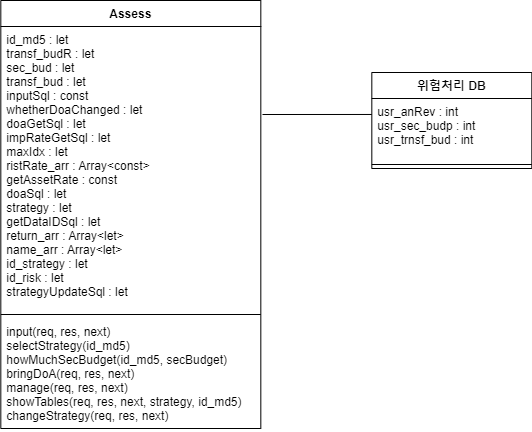 Assess
id_md5 : let
transf_budR : let
sec_bud : let
transf_bud : let
inputSql : const
whetherDoaChanged : let
doaGetSql : let
impRateGetSql : let
maxIdx : let
ristRate_arr : Array<const>
getAssetRate : const
doaSql : let
strategy : let
getDataIDSql : let
return_arr : Array<let>
name_arr : Array<let>
id_strategy : let
id_risk : let
strategyUpdateSql : let
input(req, res, next)
selectStrategy(id_md5)
howMuchSecBudget(id_md5, secBudget)
bringDoA(req, res, next)
manage(req, res, next)
showTables(req, res, next, strategy, id_md5)
changeStrategy(req, res, next)
위험처리 DB
usr_anRev : int
usr_sec_budp : int
usr_trnsf_bud : int